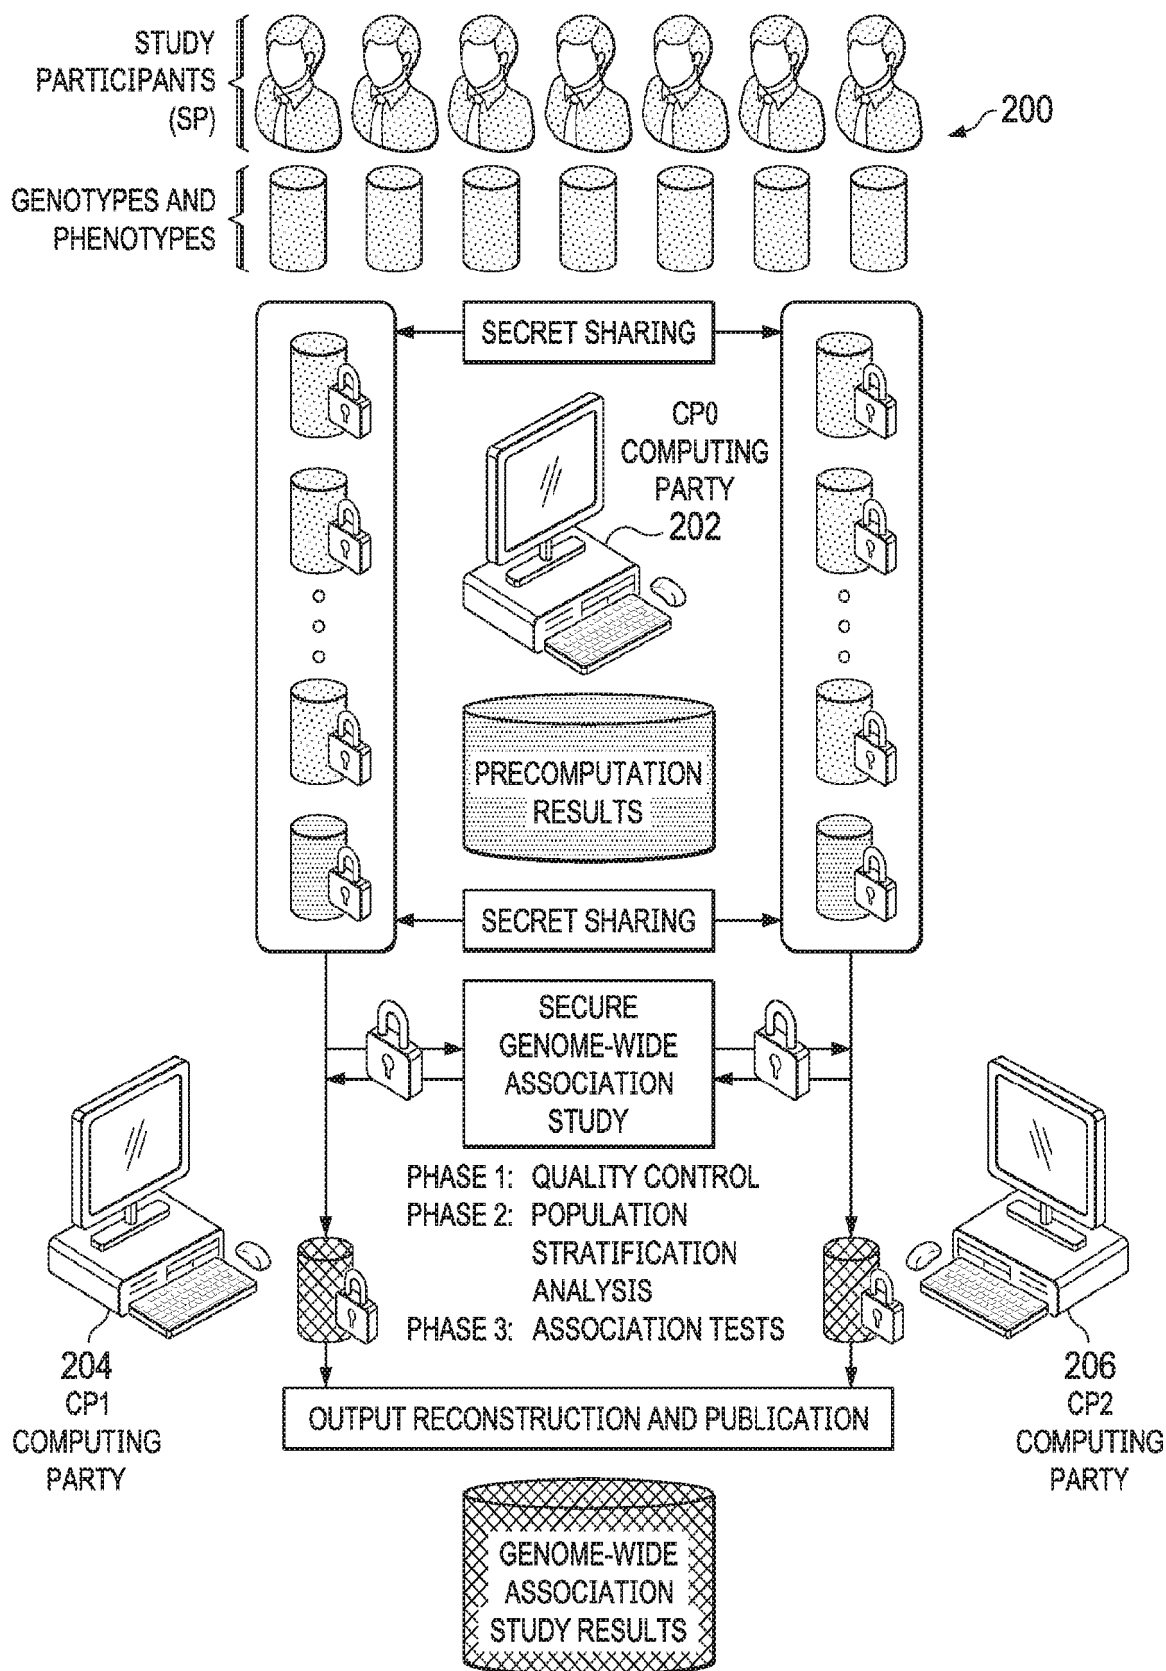 STUDY
PARTICIPANTS
(SP)
200
GENOTYPES AND
PHENOTYPES
SECRET SHARING
CP0
COMPUTING
PARTY
202
PRECOMPUTATION
RESULTS
SECRET SHARING
SECURE
GENOME-WIDE
ASSOCIATION
STUDY
PHASE 1: QUALITY CONTROL
PHASE 2: POPULATION
STRATIFICATION
ANALYSIS
PHASE 3: ASSOCIATION TESTS
204
CP1
COMPUTING
PARTY
206
CP2
COMPUTING
PARTY
OUTPUT RECONSTRUCTION AND PUBLICATION
GENOME-WIDE
ASSOCIATION
STUDY RESULTS